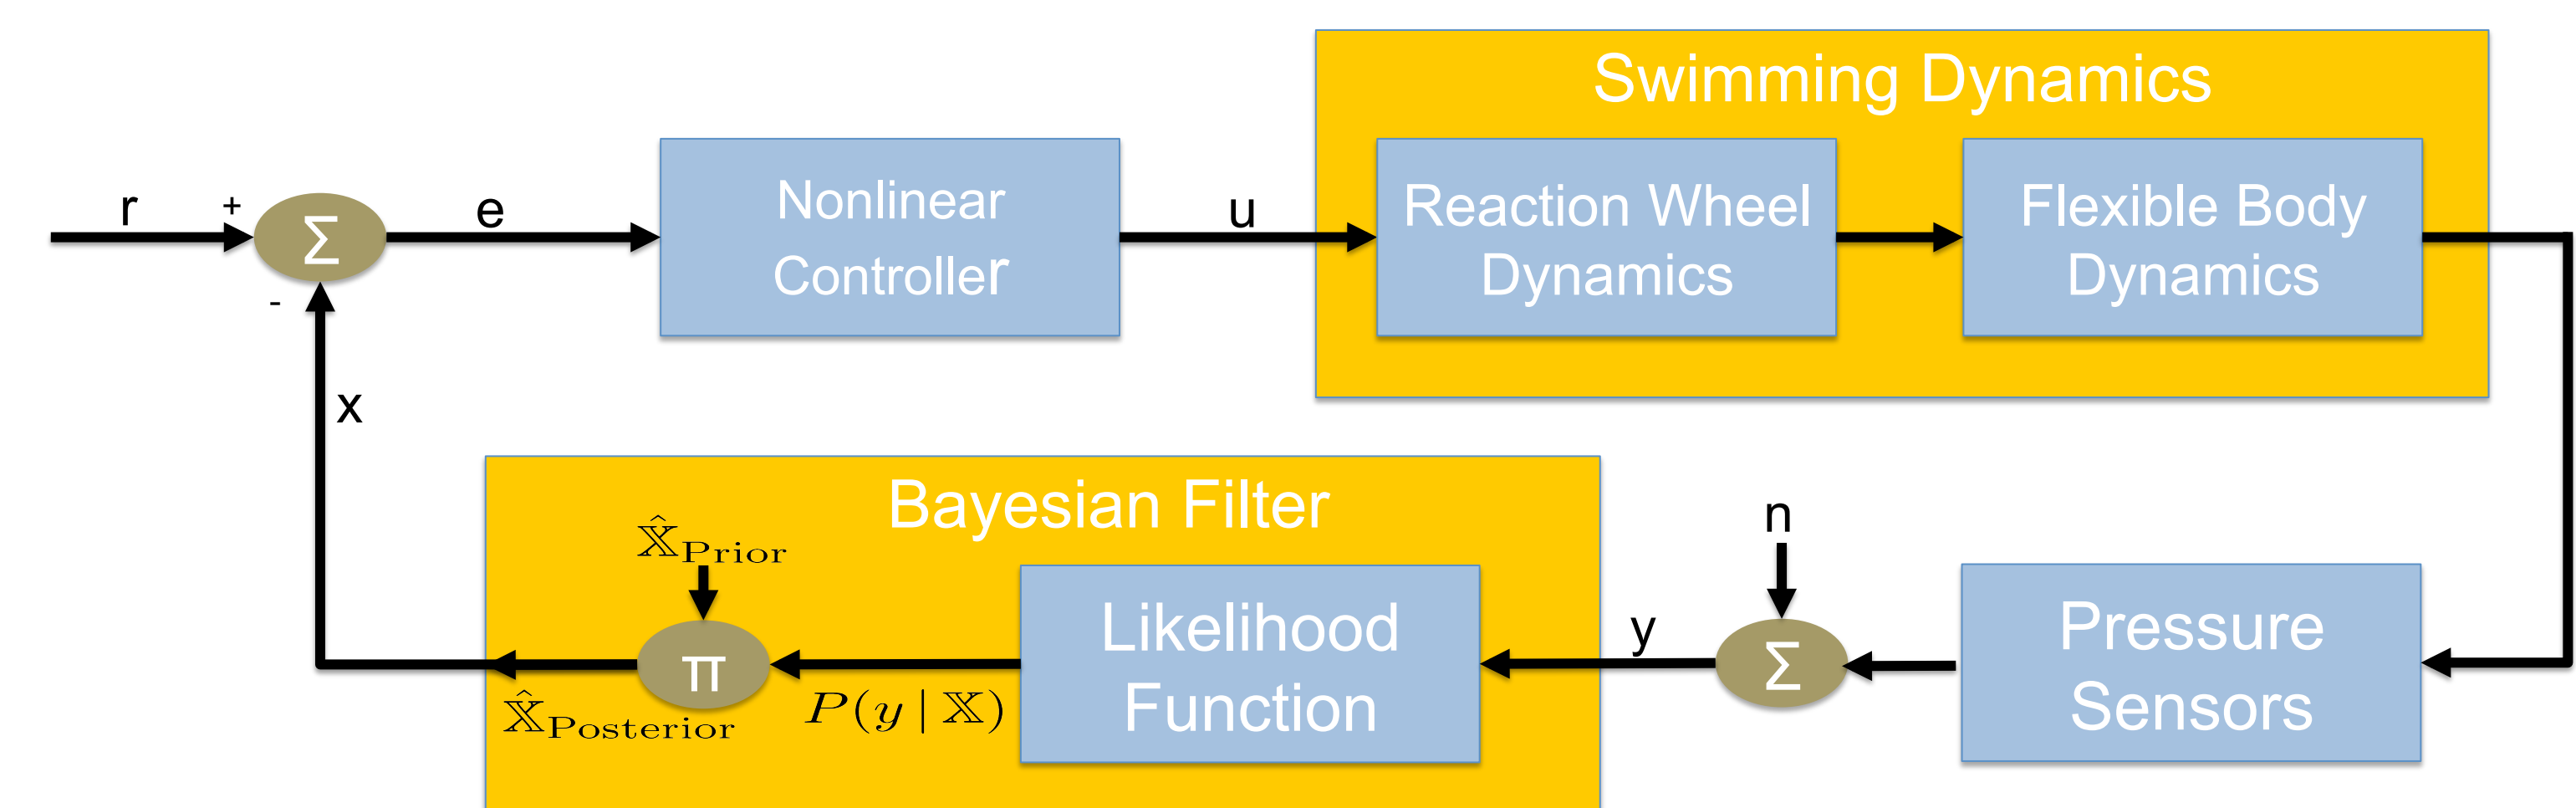 Swimming Dynamics
r
+
Σ
-
e
Nonlinear
Controller
u
Reaction Wheel
Dynamics
Flexible Body
Dynamics
x
Bayesian Filter
X̂Prior
π
X̂Posterior
P(y | 𝕏)
Likelihood
Function
y
n
Σ
Pressure
Sensors